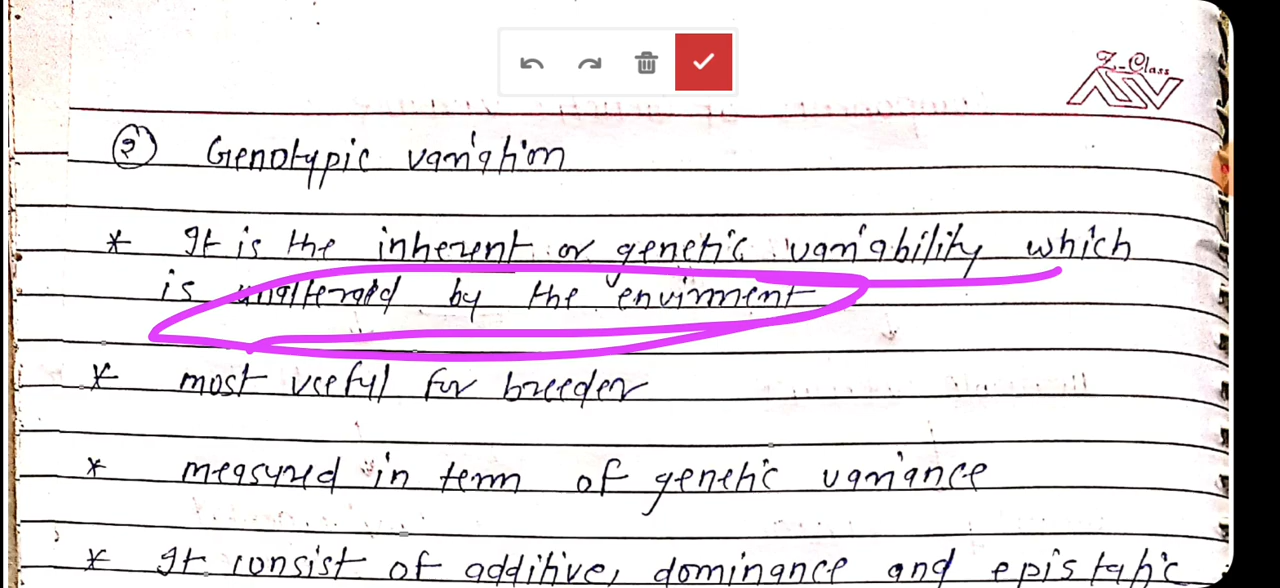 Z-Class
(2) Genotypic variation
* It is the inherent or genetic variability which
is unalterated by the envirment
* most useful for breeder
* measured in term of genetic variance
* It consist of additive, dominance and epistatic